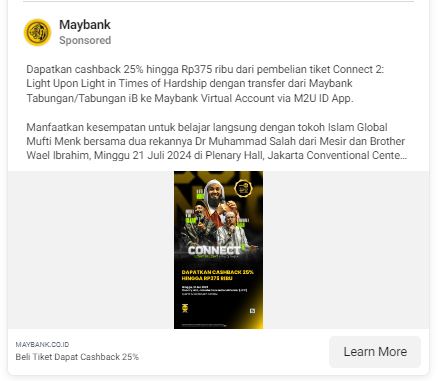 Maybank
Sponsored
Dapatkan cashback 25% hingga Rp375 ribu dari pembelian tiket Connect 2:
Light Upon Light in Times of Hardship dengan transfer dari Maybank
Tabungan/Tabungan iB ke Maybank Virtual Account via M2U ID App.
Manfaatkan kesempatan untuk belajar langsung dengan tokoh Islam Global
Mufti Menk bersama dua rekannya Dr Muhammad Salah dari Mesir dan Brother
Wael Ibrahim, Minggu 21 Juli 2024 di Plenary Hall, Jakarta Conventional Cente...
CONNECT
DAPATKAN CASHBACK 25%
HINGGA RP375 RIBU
MAYBANK.CO.ID
Beli Tiket Dapat Cashback 25%
Learn More